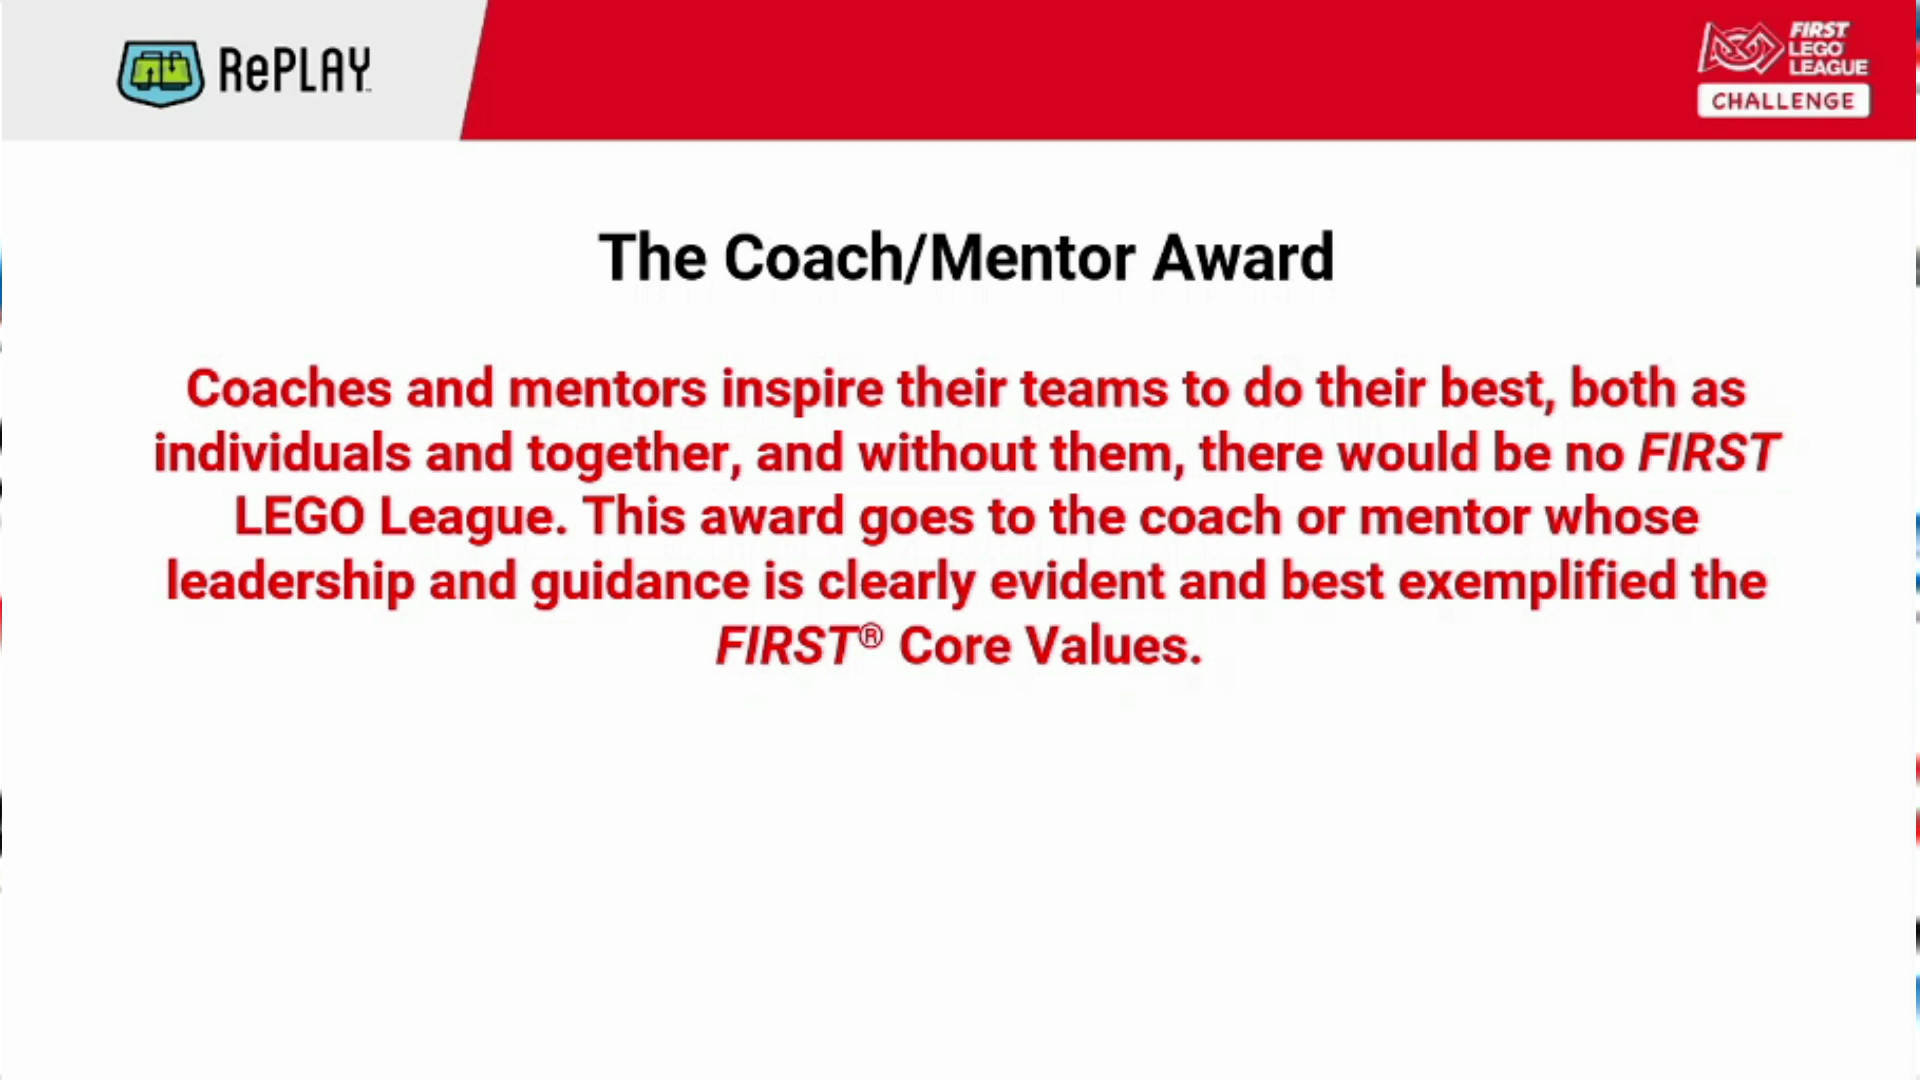 RePLAY
FIRST
LEGO
LEAGUE
CHALLENGE
The Coach/Mentor Award
Coaches and mentors inspire their teams to do their best, both as
individuals and together, and without them, there would be no FIRST
LEGO League. This award goes to the coach or mentor whose
leadership and guidance is clearly evident and best exemplified the
FIRST® Core Values.